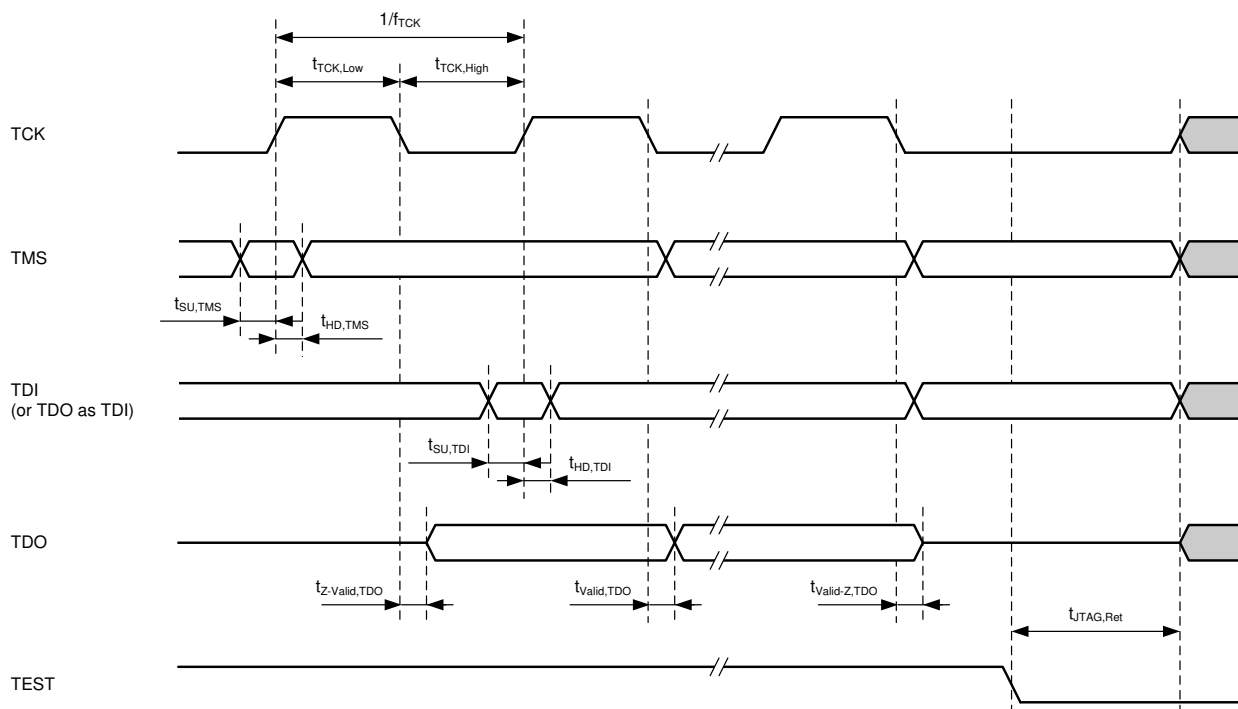 1/fTCK
tTCK,Low
tTCK,High
TCK
TMS
tSU,TMS
tHD,TMS
TDI
(or TDO as TDI)
tSU,TDI
tHD,TDI
TDO
tZ-Valid,TDO
tValid,TDO
tValid-Z,TDO
tJTAG,Ret
TEST